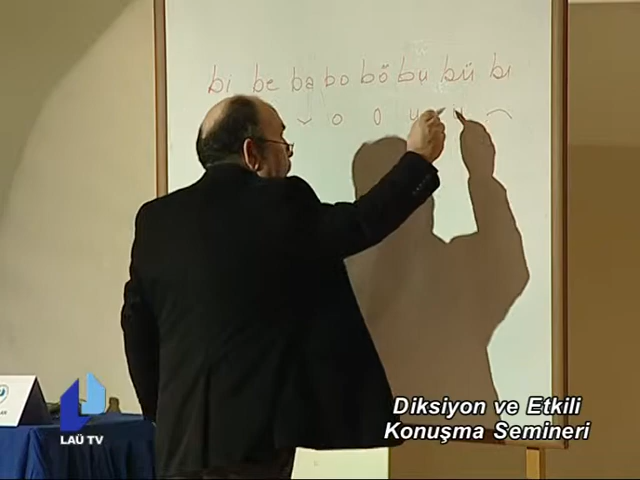 bi be ba bo bö bu bü bı
Diksiyon ve Etkili
Konuşma Semineri
LAÜ TV